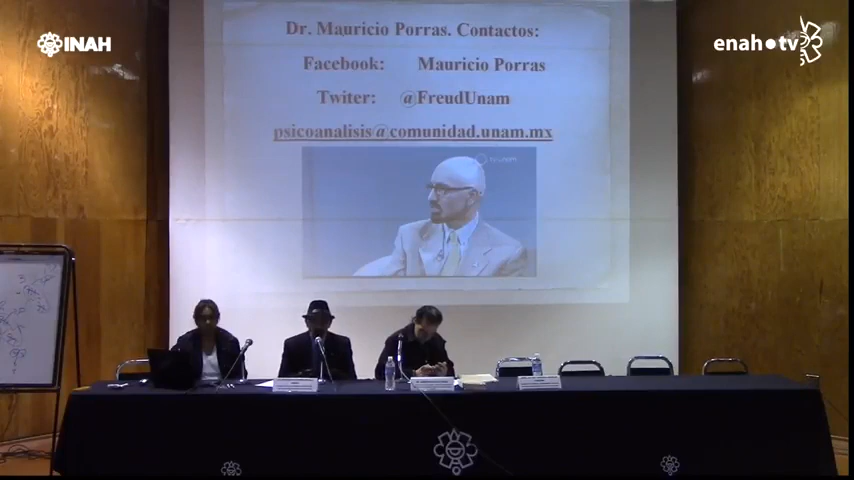 INAH
enah tv
Dr. Mauricio Porras. Contactos:
Facebook: Mauricio Porras
Twiter: @FreudUnam
psicoanalisis@comunidad.unam.mx